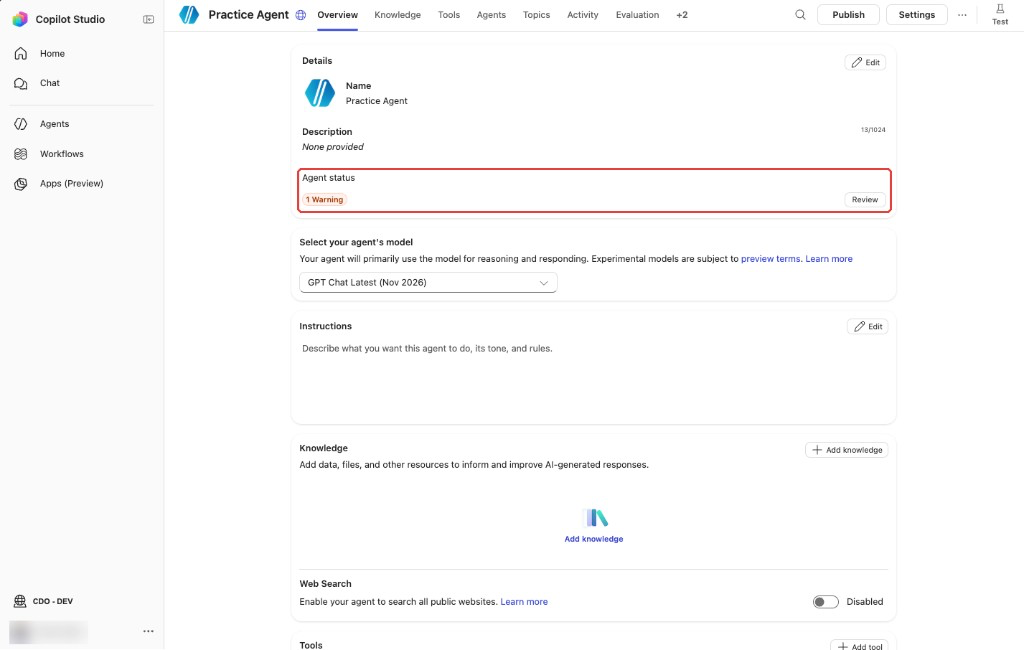 Copilot Studio
Home
Chat
Agents
Workflows
Apps (Preview)
CDO - DEV
Practice Agent
Overview
Knowledge
Tools
Agents
Topics
Activity
Evaluation
+2
Publish
Settings
Test
Details
Edit
Name
Practice Agent
Description
13/1024
None provided
Agent status
1 Warning
Review
Select your agent's model
Your agent will primarily use the model for reasoning and responding. Experimental models are subject to preview terms. Learn more
GPT Chat Latest (Nov 2026)
Instructions
Edit
Describe what you want this agent to do, its tone, and rules.
Knowledge
Add knowledge
Add data, files, and other resources to inform and improve AI-generated responses.
Add knowledge
Web Search
Enable your agent to search all public websites. Learn more
Disabled
Tools
Add tool